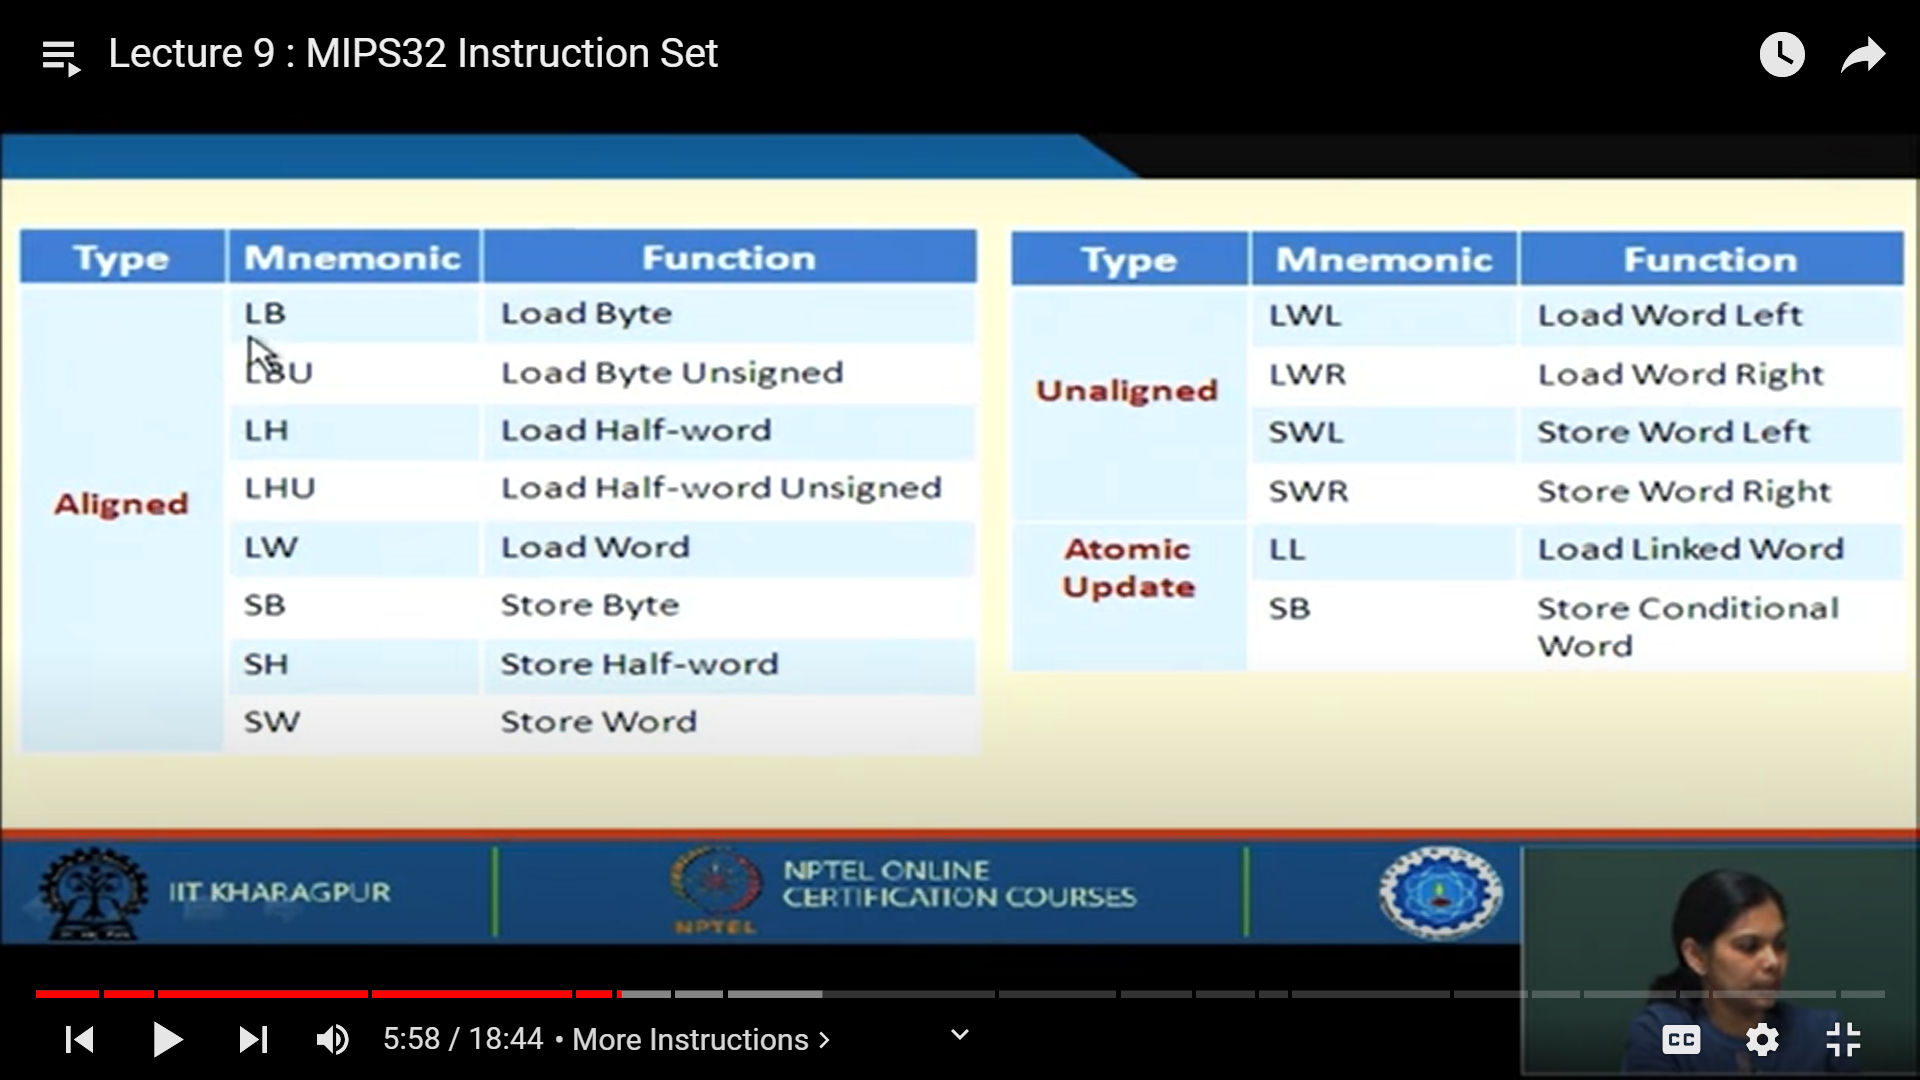 Lecture 9 : MIPS32 Instruction Set
Type Mnemonic Function
Aligned
LB Load Byte
LBU Load Byte Unsigned
LH Load Half-word
LHU Load Half-word Unsigned
LW Load Word
SB Store Byte
SH Store Half-word
SW Store Word
Type Mnemonic Function
Unaligned
LWL Load Word Left
LWR Load Word Right
SWL Store Word Left
SWR Store Word Right
Atomic
Update
LL Load Linked Word
SB Store Conditional
Word
IIT KHARAGPUR
NPTEL
NPTEL ONLINE
CERTIFICATION COURSES
5:58 / 18:44 • More Instructions ›
CC